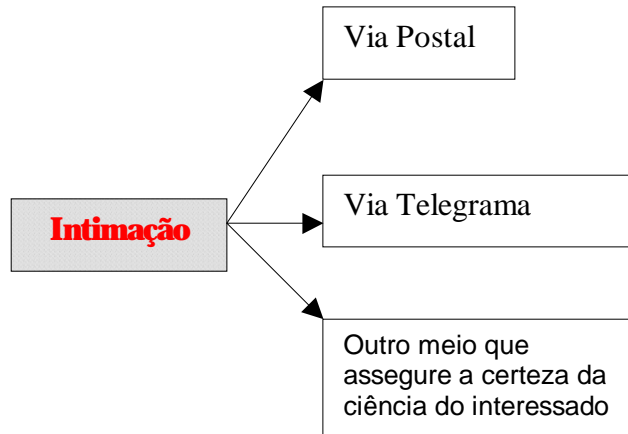 Via Postal
Via Telegrama
Intimação
Outro meio que
assegure a certeza da
ciência do interessado